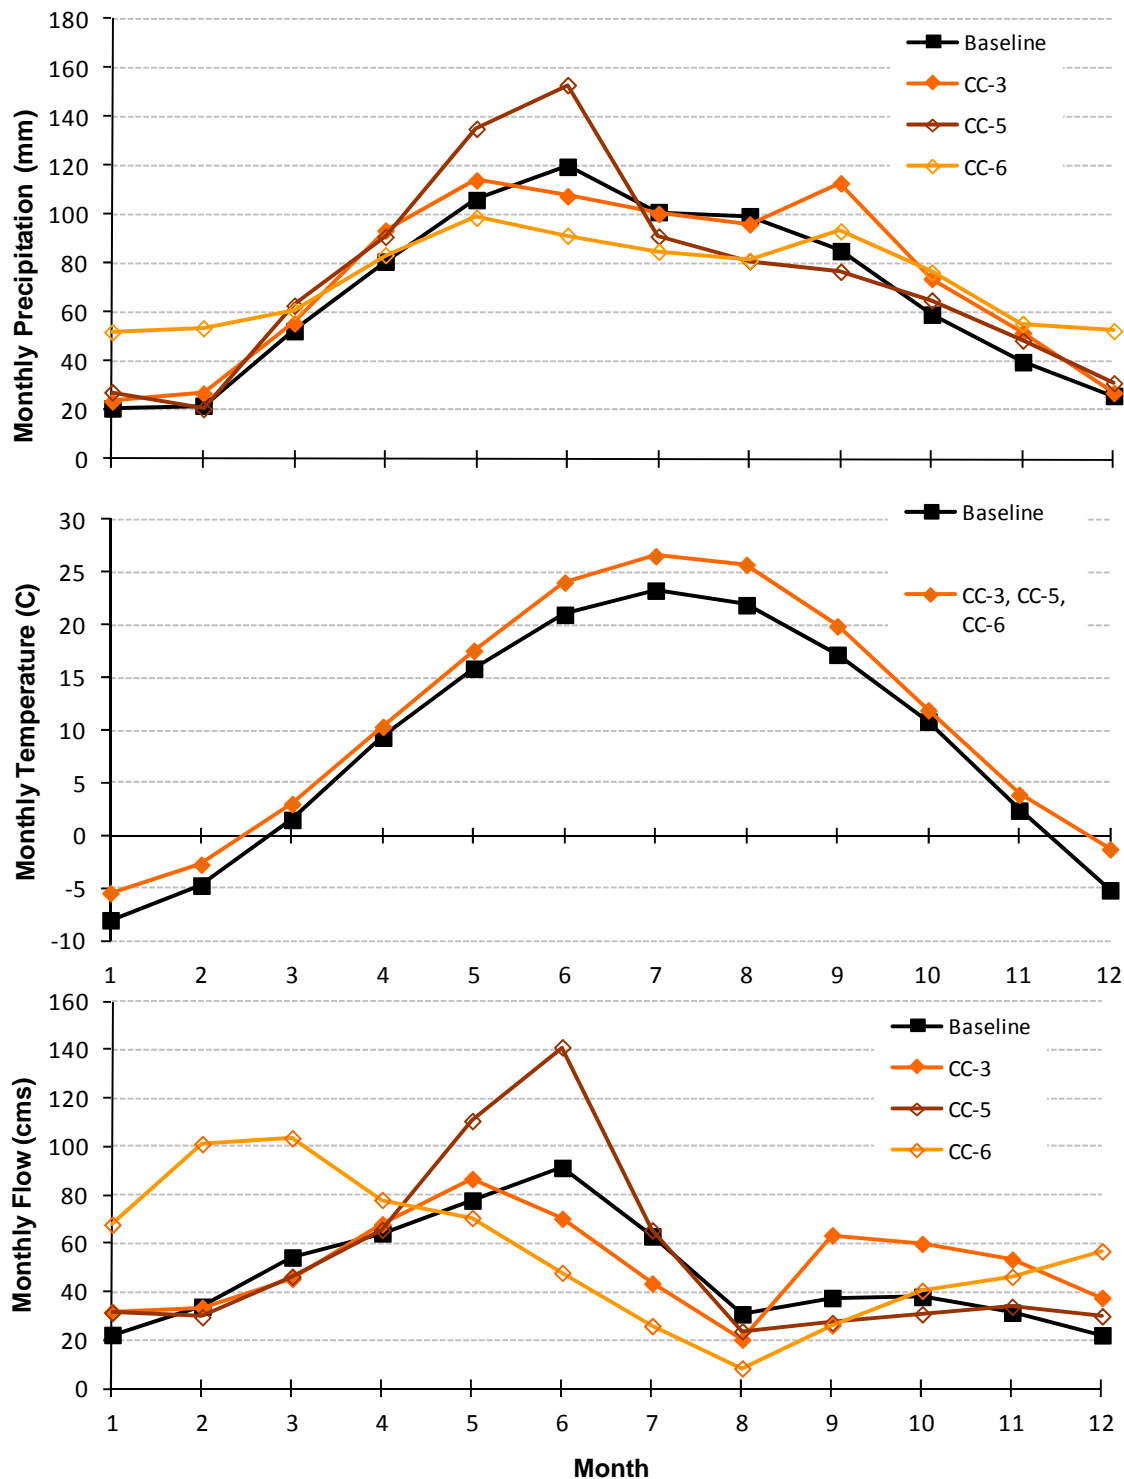 Monthly Precipitation (mm)
180
160
140
120
100
80
60
40
20
0
Baseline
CC-3
CC-5
CC-6
Monthly Temperature (C)
30
25
20
15
10
5
0
-5
-10
Baseline
CC-3, CC-5,
CC-6
1 2 3 4 5 6 7 8 9 10 11 12
Monthly Flow (cms)
160
140
120
100
80
60
40
20
0
Baseline
CC-3
CC-5
CC-6
1 2 3 4 5 6 7 8 9 10 11 12
Month